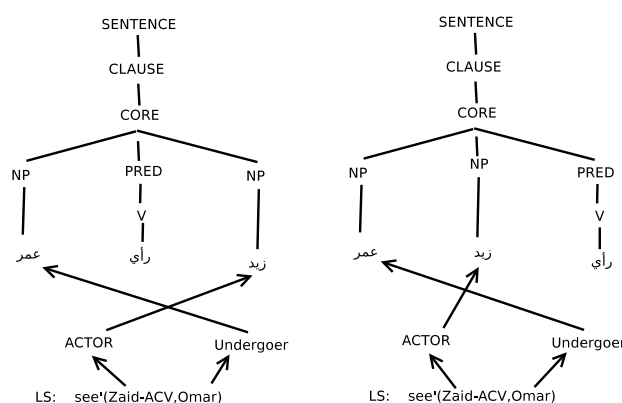 SENTENCE
CLAUSE
CORE
NP PRED NP
V
عمر رأي زيد
ACTOR Undergoer
LS: see'(Zaid-ACV,Omar)
SENTENCE
CLAUSE
CORE
NP NP PRED
V
عمر زيد رأي
ACTOR Undergoer
LS: see'(Zaid-ACV,Omar)